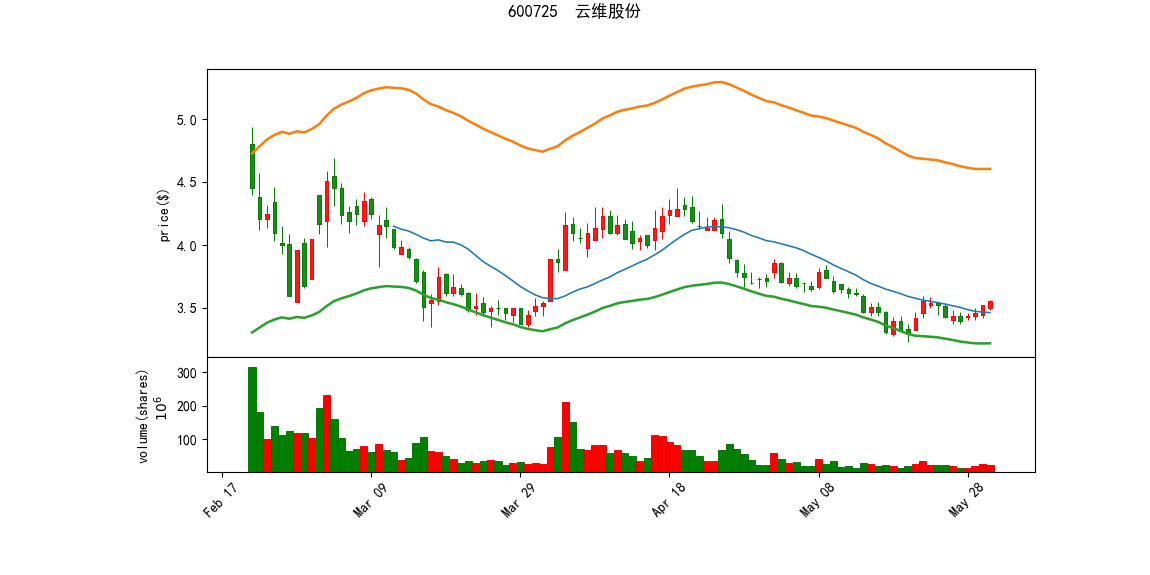 600725  云维股份
price($)
5.0
4.5
4.0
3.5
volume(shares)
10^6
300
200
100
Feb 17
Mar 09
Mar 29
Apr 18
May 08
May 28